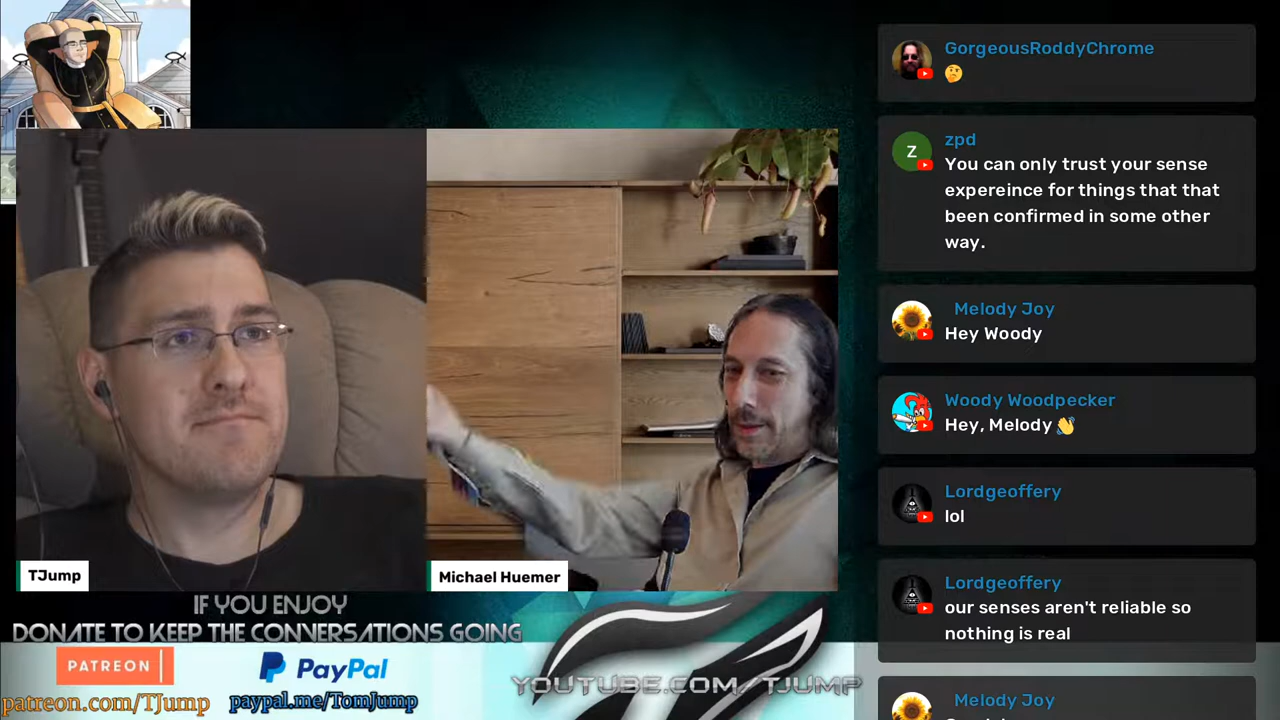 GorgeousRoddyChrome
🤔
Z
zpd
You can only trust your sense
expereince for things that that
been confirmed in some other
way.
Melody Joy
Hey Woody
Woody Woodpecker
Hey, Melody 👋
Lordgeoffery
lol
Lordgeoffery
our senses aren't reliable so
nothing is real
Melody Joy
TJump
Michael Huemer
IF YOU ENJOY
DONATE TO KEEP THE CONVERSATIONS GOING
PATREON
PayPal
patreon.com/TJump
paypal.me/TomJump
YOUTUBE.COM/TJUMP